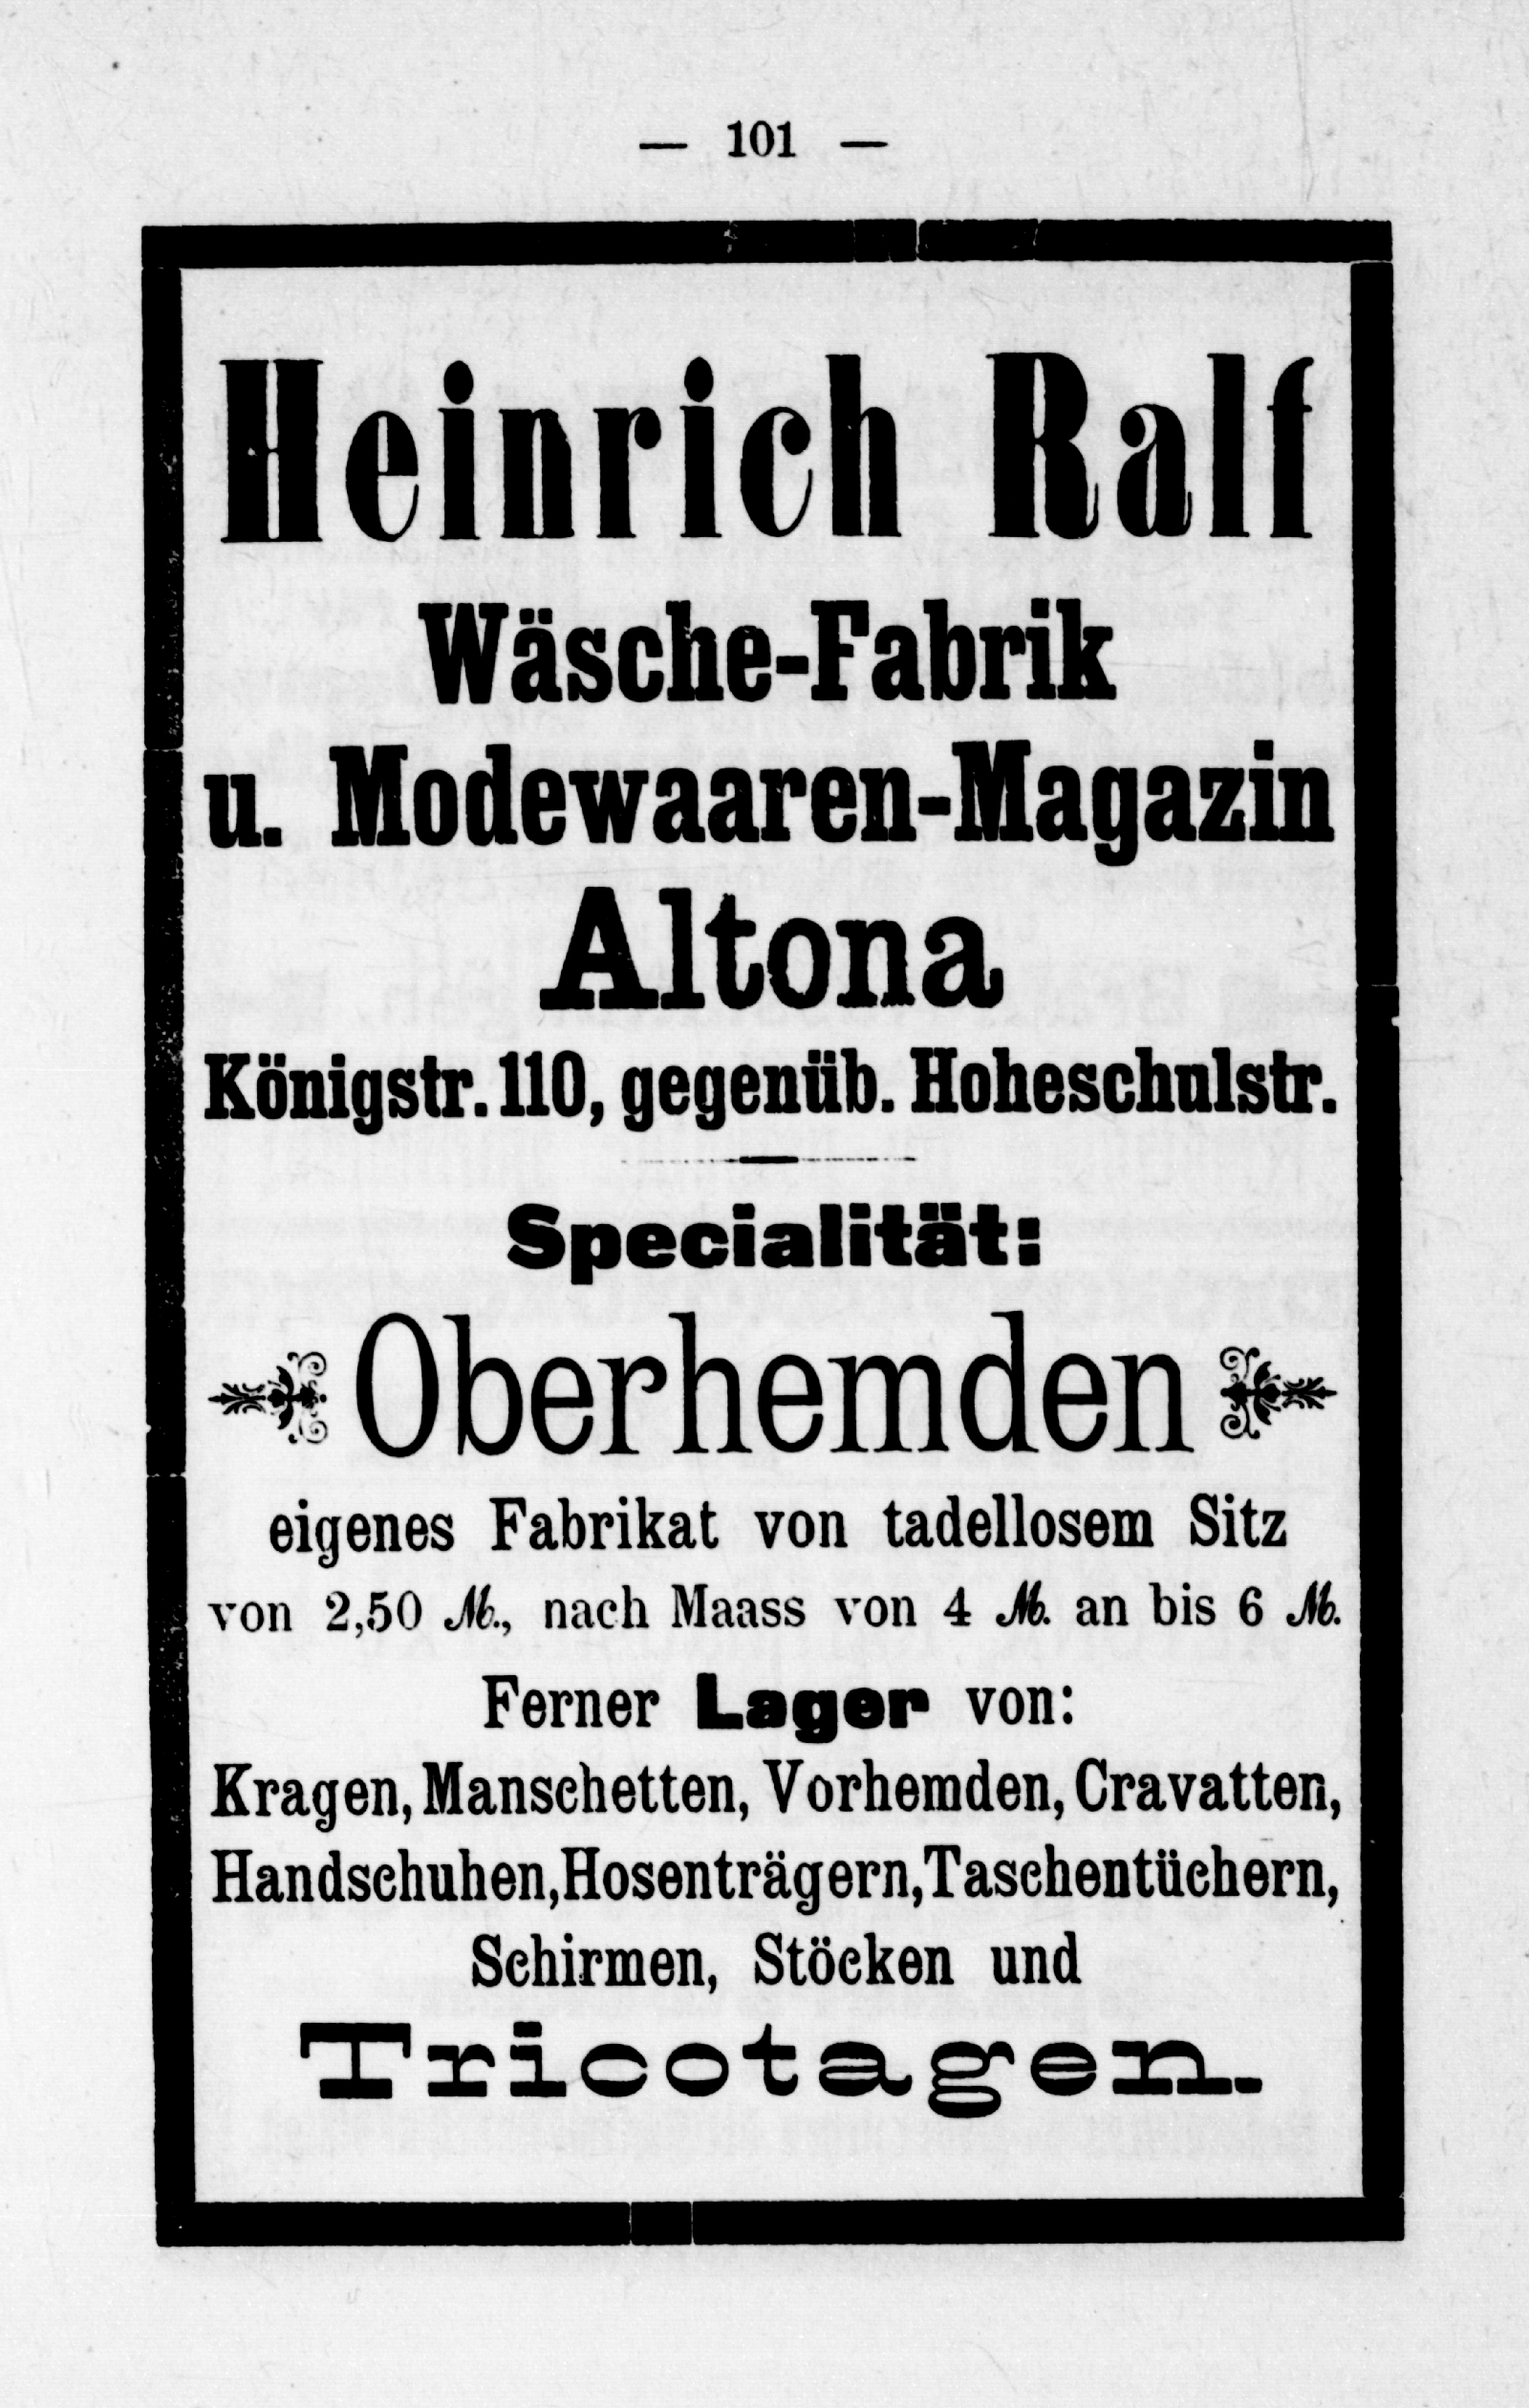 — 101 —
Heinrich Ralf
Wäsche-Fabrik
u. Modewaaren-Magazin
Altona
Königstr. 110, gegenüb. Hoheschulstr.
Specialität:
Oberhemden
eigenes Fabrikat von tadellosem Sitz
von 2,50 ℳ., nach Maass von 4 ℳ. an bis 6 ℳ.
Ferner Lager von:
Kragen, Manschetten, Vorhemden, Cravatten,
Handschuhen, Hosenträgern, Taschentüchern,
Schirmen, Stöcken und
Tricotagen.